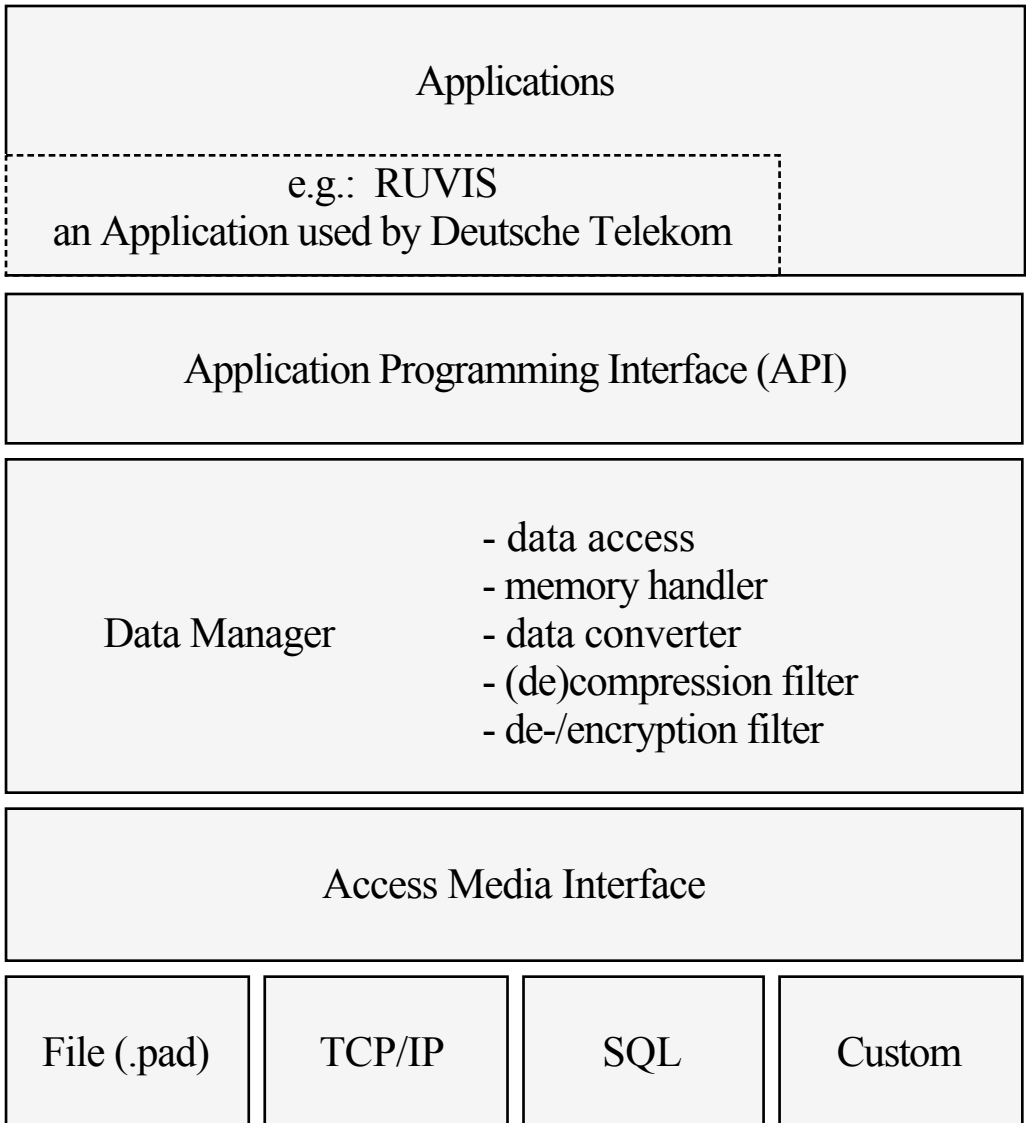 Applications
e.g.: RUVIS
an Application used by Deutsche Telekom
Application Programming Interface (API)
Data Manager
- data access
- memory handler
- data converter
- (de)compression filter
- de-/encryption filter
Access Media Interface
File (.pad)
TCP/IP
SQL
Custom